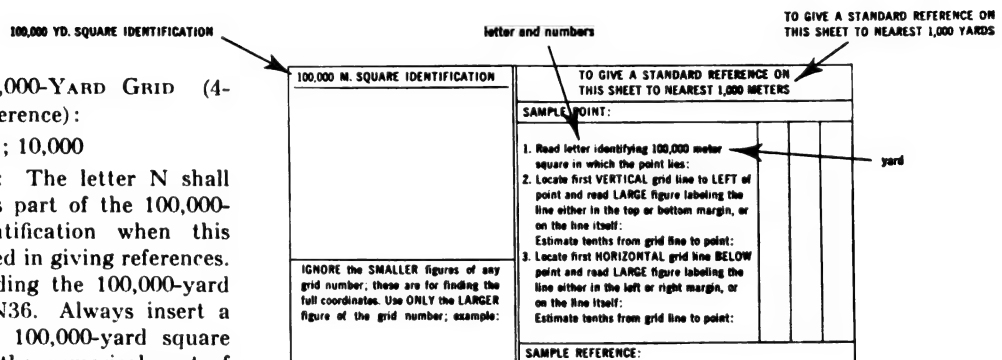 TO GIVE A STANDARD REFERENCE ON
THIS SHEET TO NEAREST 1,000 YARDS
100,000 YD. SQUARE IDENTIFICATION
letter and numbers
,000-YARD GRID (4-
erence):
; 10,000
: The letter N shall
s part of the 100,000-
ntification when this
ed in giving references.
ding the 100,000-yard
N36. Always insert a
100,000-yard square
the numerical part of
100,000 M. SQUARE IDENTIFICATION
IGNORE the SMALLER figures of any
grid number; these are for finding the
full coordinates. Use ONLY the LARGER
figure of the grid number; example:
TO GIVE A STANDARD REFERENCE ON
THIS SHEET TO NEAREST 1,000 METERS
SAMPLE POINT:
1. Read letter identifying 100,000 meter
square in which the point lies:
2. Locate first VERTICAL grid line to LEFT of
point and read LARGE figure labeling the
line either in the top or bottom margin, or
on the line itself:
Estimate tenths from grid line to point:
3. Locate first HORIZONTAL grid line BELOW
point and read LARGE figure labeling the
line either in the left or right margin, or
on the line itself:
Estimate tenths from grid line to point:
SAMPLE REFERENCE:
yard